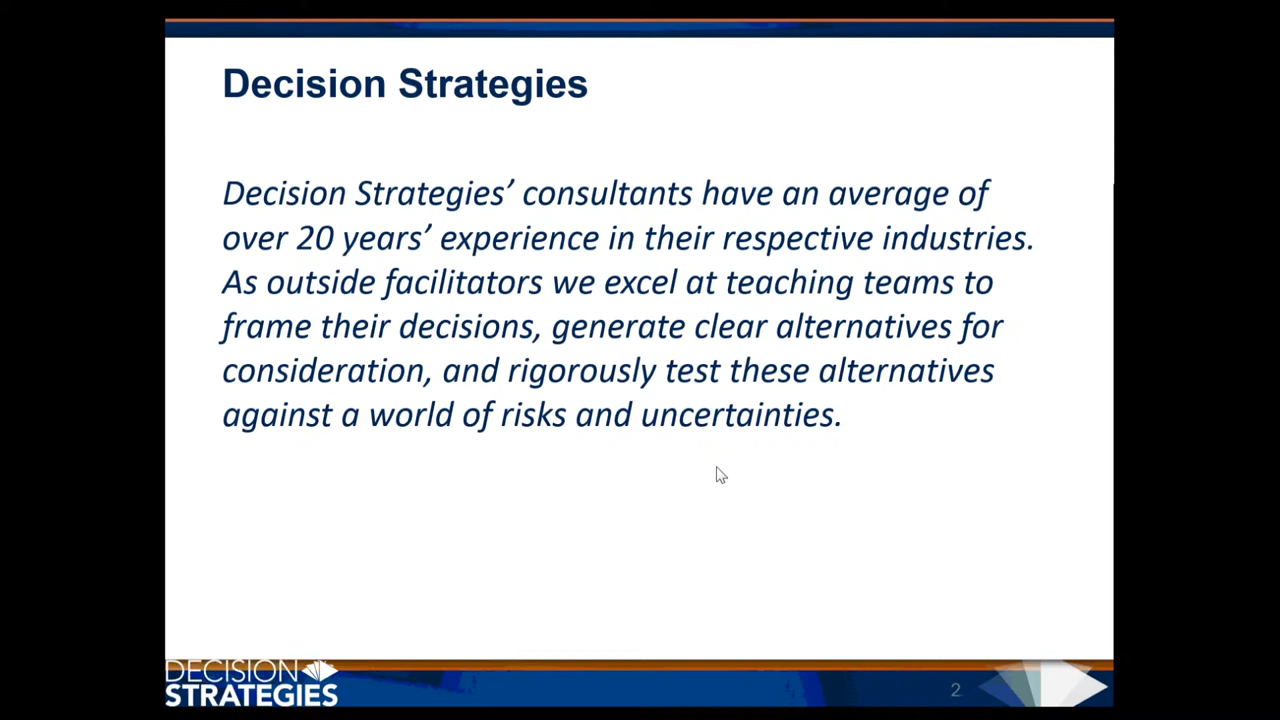 Decision Strategies
Decision Strategies’ consultants have an average of
over 20 years’ experience in their respective industries.
As outside facilitators we excel at teaching teams to
frame their decisions, generate clear alternatives for
consideration, and rigorously test these alternatives
against a world of risks and uncertainties.
DECISION
STRATEGIES
2